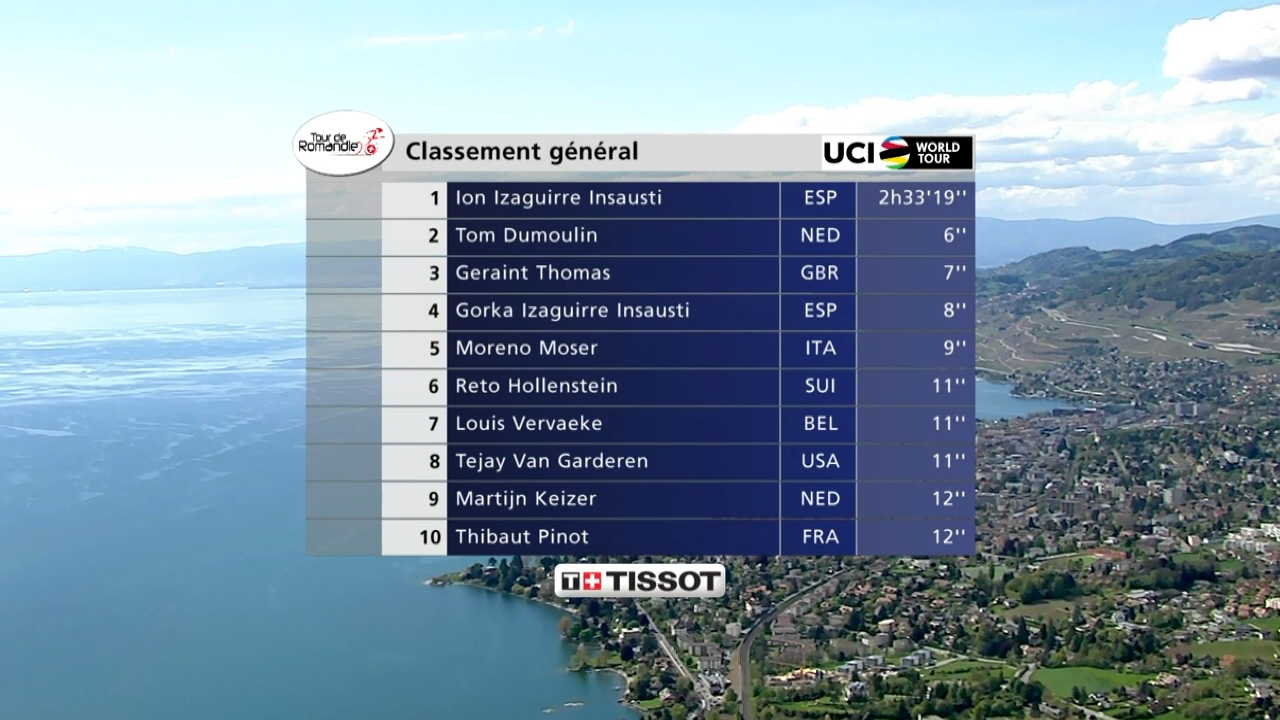 Tour de
Romandie
Classement général
UCI WORLD TOUR
1 Ion Izaguirre Insausti ESP 2h33'19''
2 Tom Dumoulin NED 6''
3 Geraint Thomas GBR 7''
4 Gorka Izaguirre Insausti ESP 8''
5 Moreno Moser ITA 9''
6 Reto Hollenstein SUI 11''
7 Louis Vervaeke BEL 11''
8 Tejay Van Garderen USA 11''
9 Martijn Keizer NED 12''
10 Thibaut Pinot FRA 12''
T+ TISSOT